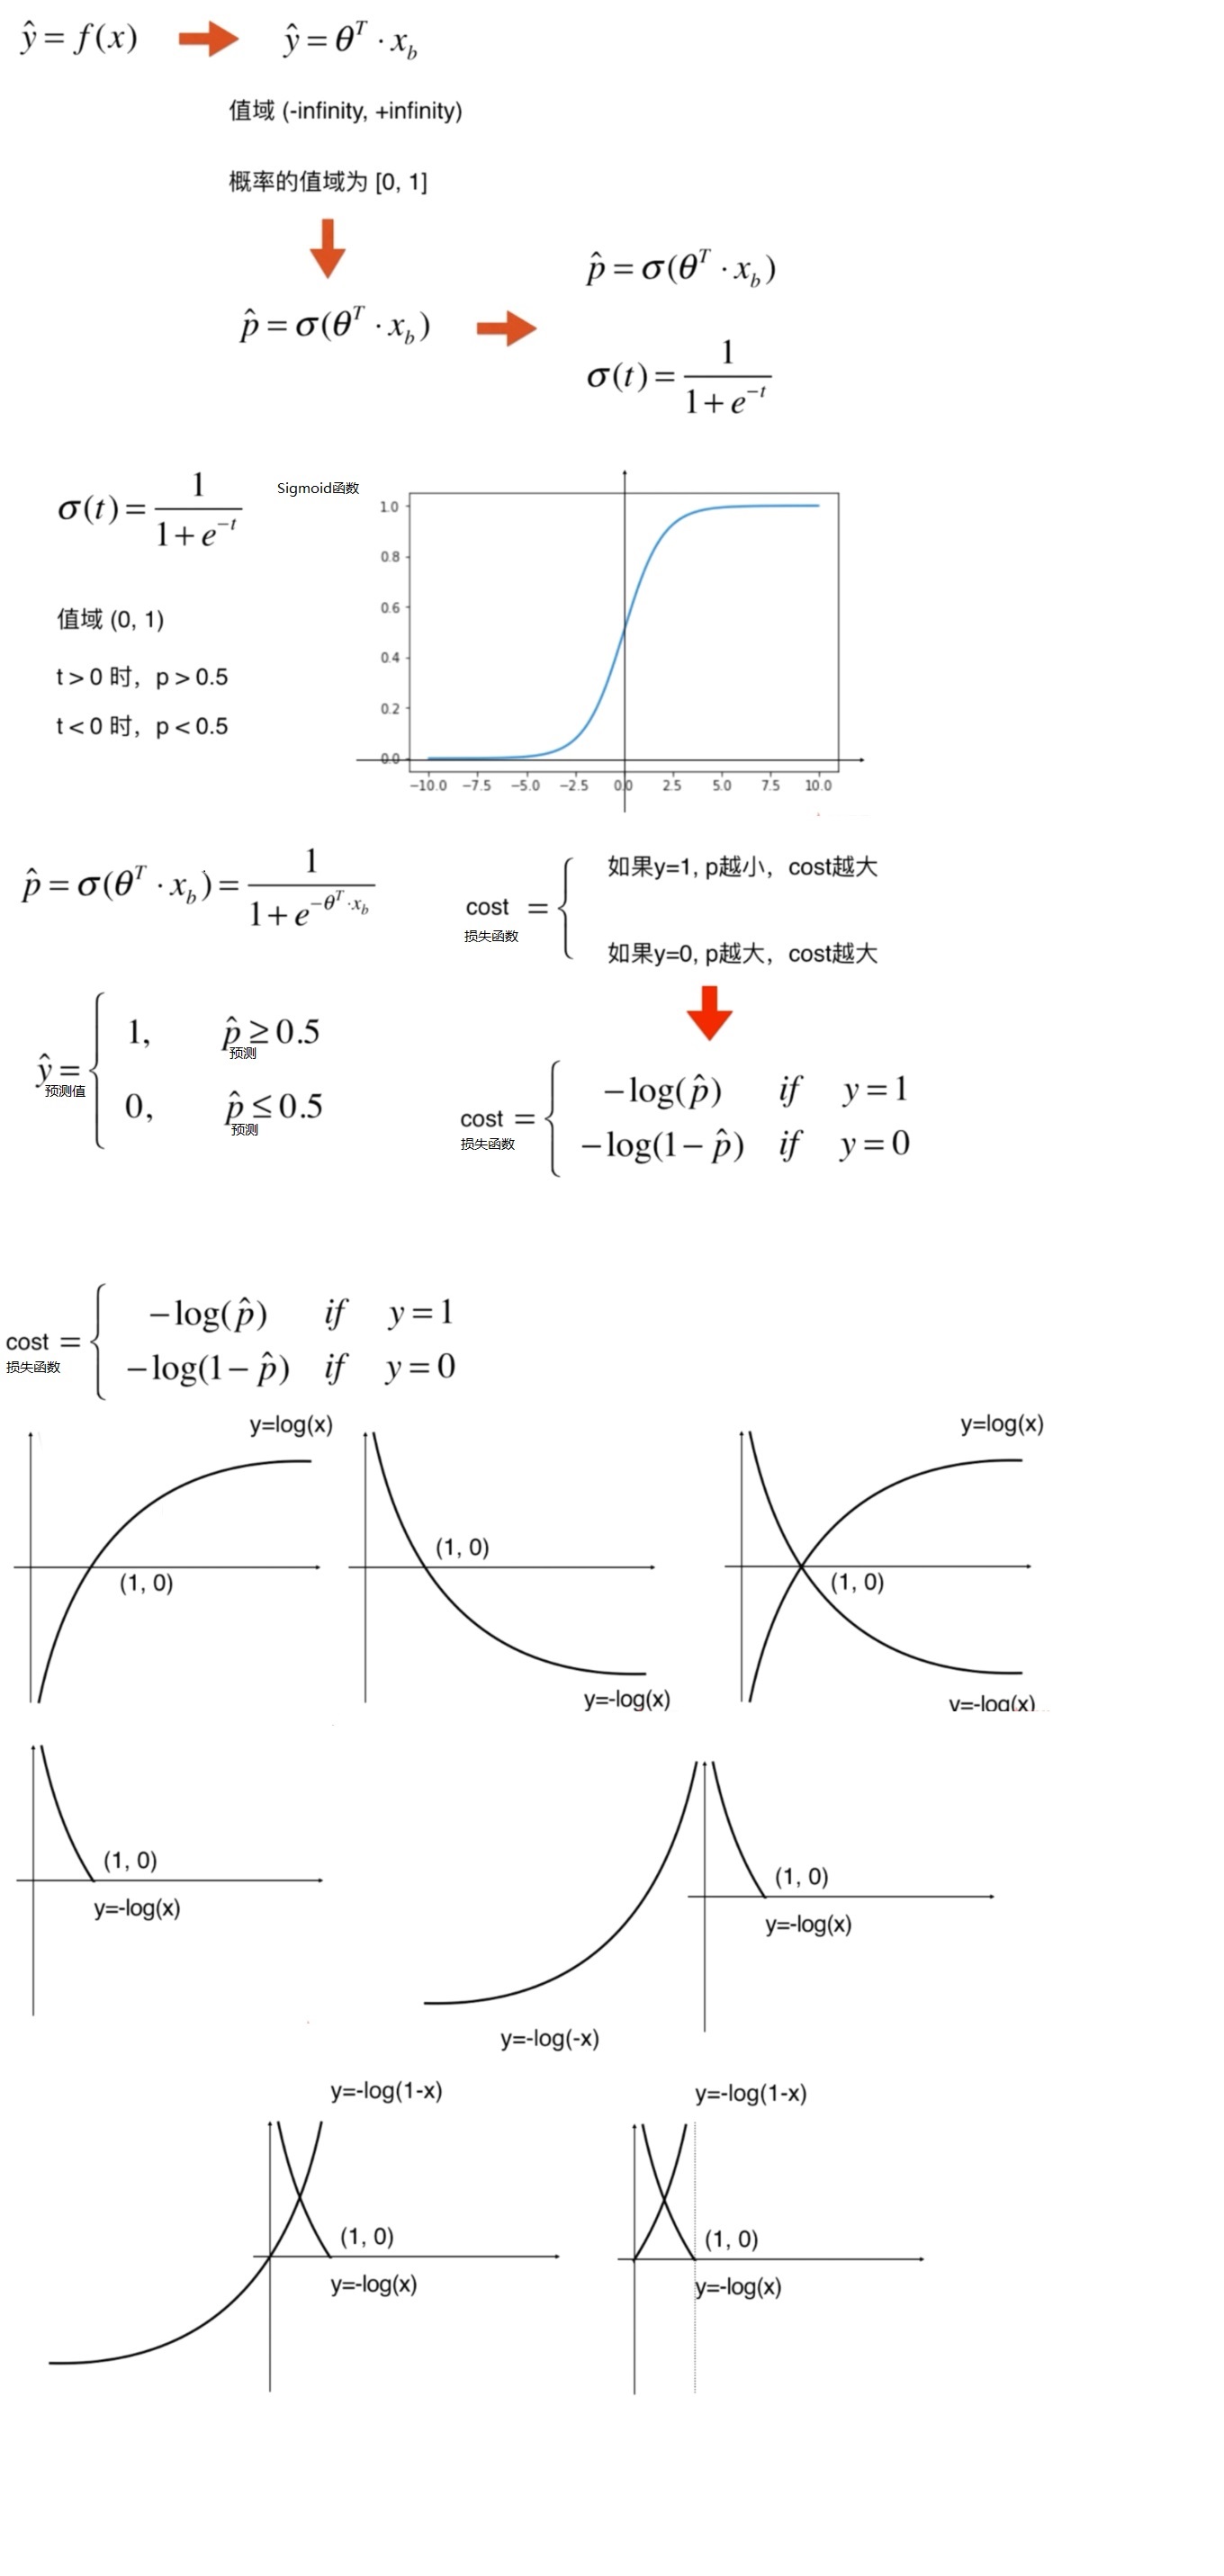 ŷ = f(x) ŷ = θ^T · x_b
值域 (-infinity, +infinity)
概率的值域为 [0, 1]
p̂ = σ(θ^T · x_b)
p̂ = σ(θ^T · x_b)
σ(t) = 1 / (1 + e^{-t})
σ(t) = 1 / (1 + e^{-t})
Sigmoid函数
值域 (0, 1)
t > 0 时，p > 0.5
t < 0 时，p < 0.5
1.0
0.8
0.6
0.4
0.2
0.0
−10.0 −7.5 −5.0 −2.5 0.0 2.5 5.0 7.5 10.0
p̂ = σ(θ^T · x_b) = 1 / (1 + e^{-θ^T · x_b})
ŷ =
预测值
1, p̂ ≥ 0.5
预测
0, p̂ ≤ 0.5
预测
cost =
损失函数
如果y=1, p越小，cost越大
如果y=0, p越大，cost越大
cost =
损失函数
−log(p̂) if y = 1
−log(1− p̂) if y = 0
cost =
损失函数
−log(p̂) if y = 1
−log(1− p̂) if y = 0
y=log(x)
(1, 0)
(1, 0)
y=-log(x)
y=log(x)
(1, 0)
y=-log(x)
(1, 0)
y=-log(x)
(1, 0)
y=-log(x)
y=-log(-x)
y=-log(1-x)
(1, 0)
y=-log(x)
y=-log(1-x)
(1, 0)
y=-log(x)